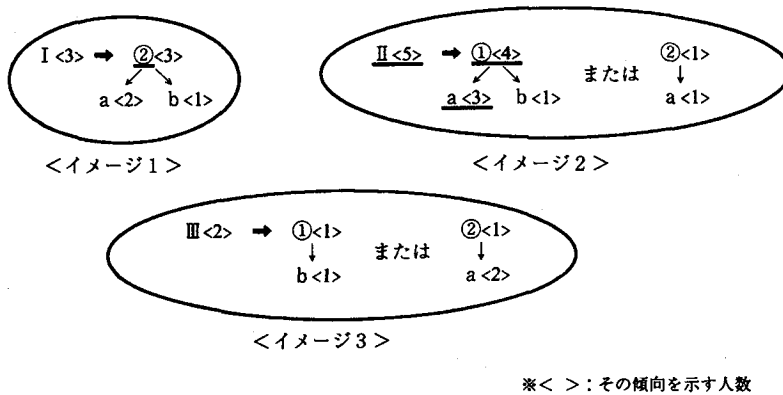 I<3> ➡ ②<3>
a<2> b<1>
<イメージ1>
Ⅱ<5> ➡ ①<4> または ②<1>
a<3> b<1> a<1>
<イメージ2>
Ⅲ<2> ➡ ①<1> または ②<1>
b<1> a<2>
<イメージ3>
※< >:その傾向を示す人数